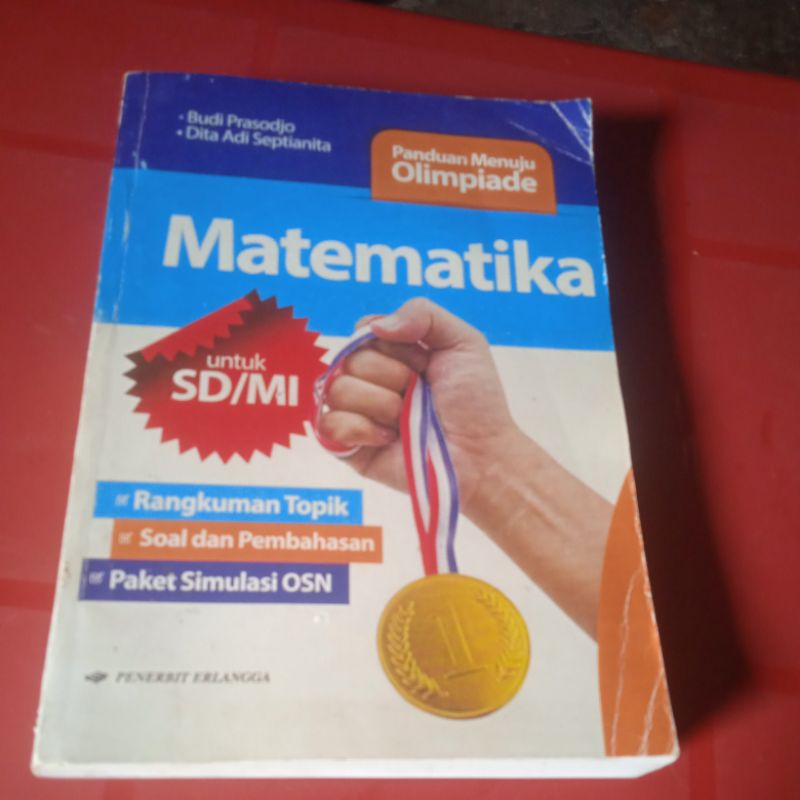 • Budi Prasodjo
• Dita Adi Septianita
Panduan Menuju
Olimpiade
Matematika
untuk
SD/MI
Rangkuman Topik
Soal dan Pembahasan
Paket Simulasi OSN
PENERBIT ERLANGGA
1